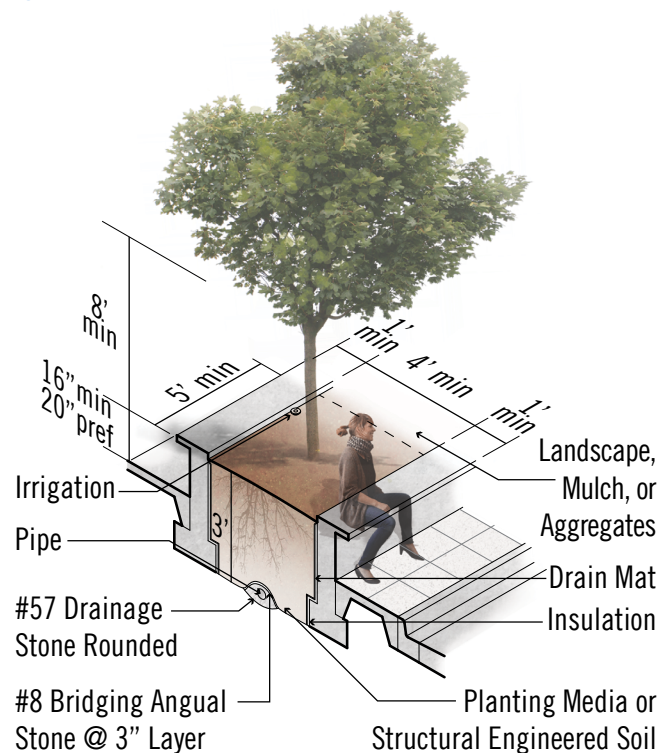 8’
min
16” min
20” pref
5’ min
1’
min
4’ min
1’
min
3’
Irrigation
Pipe
#57 Drainage
Stone Rounded
#8 Bridging Angual
Stone @ 3” Layer
Landscape,
Mulch, or
Aggregates
Drain Mat
Insulation
Planting Media or
Structural Engineered Soil